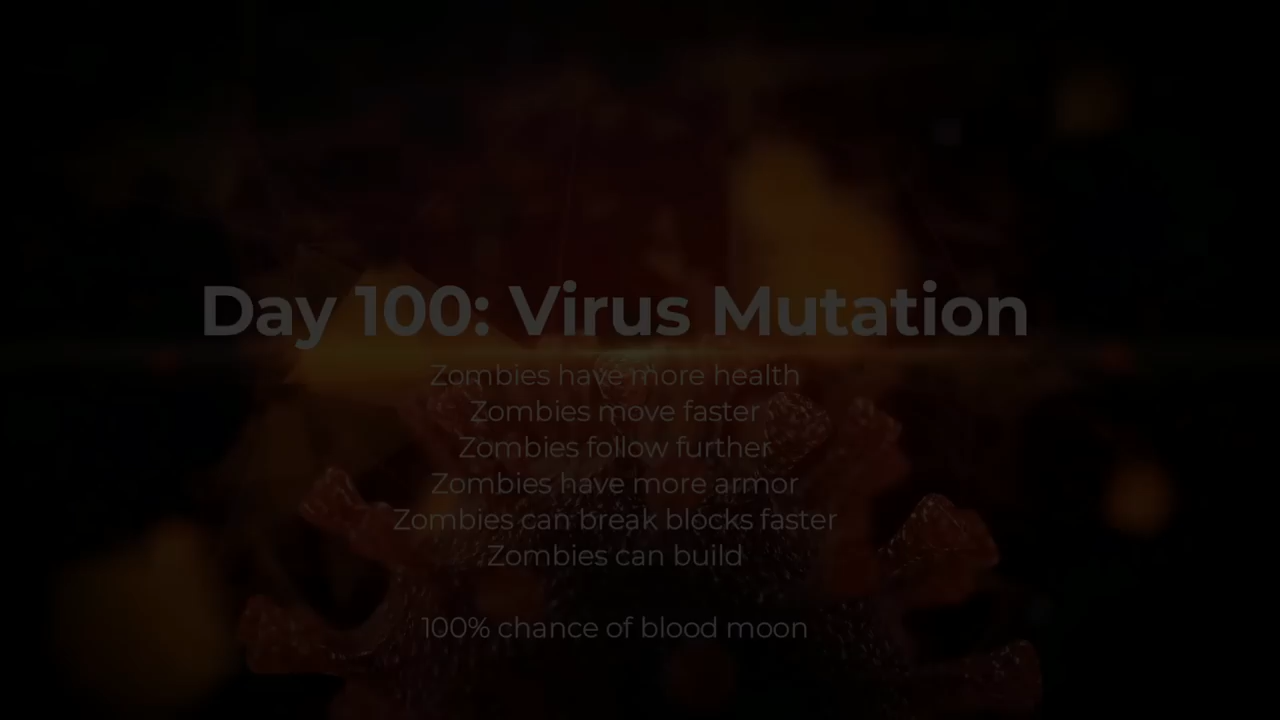 Day 100: Virus Mutation
Zombies have more health
Zombies move faster
Zombies follow further
Zombies have more armor
Zombies can break blocks faster
Zombies can build
100% chance of blood moon